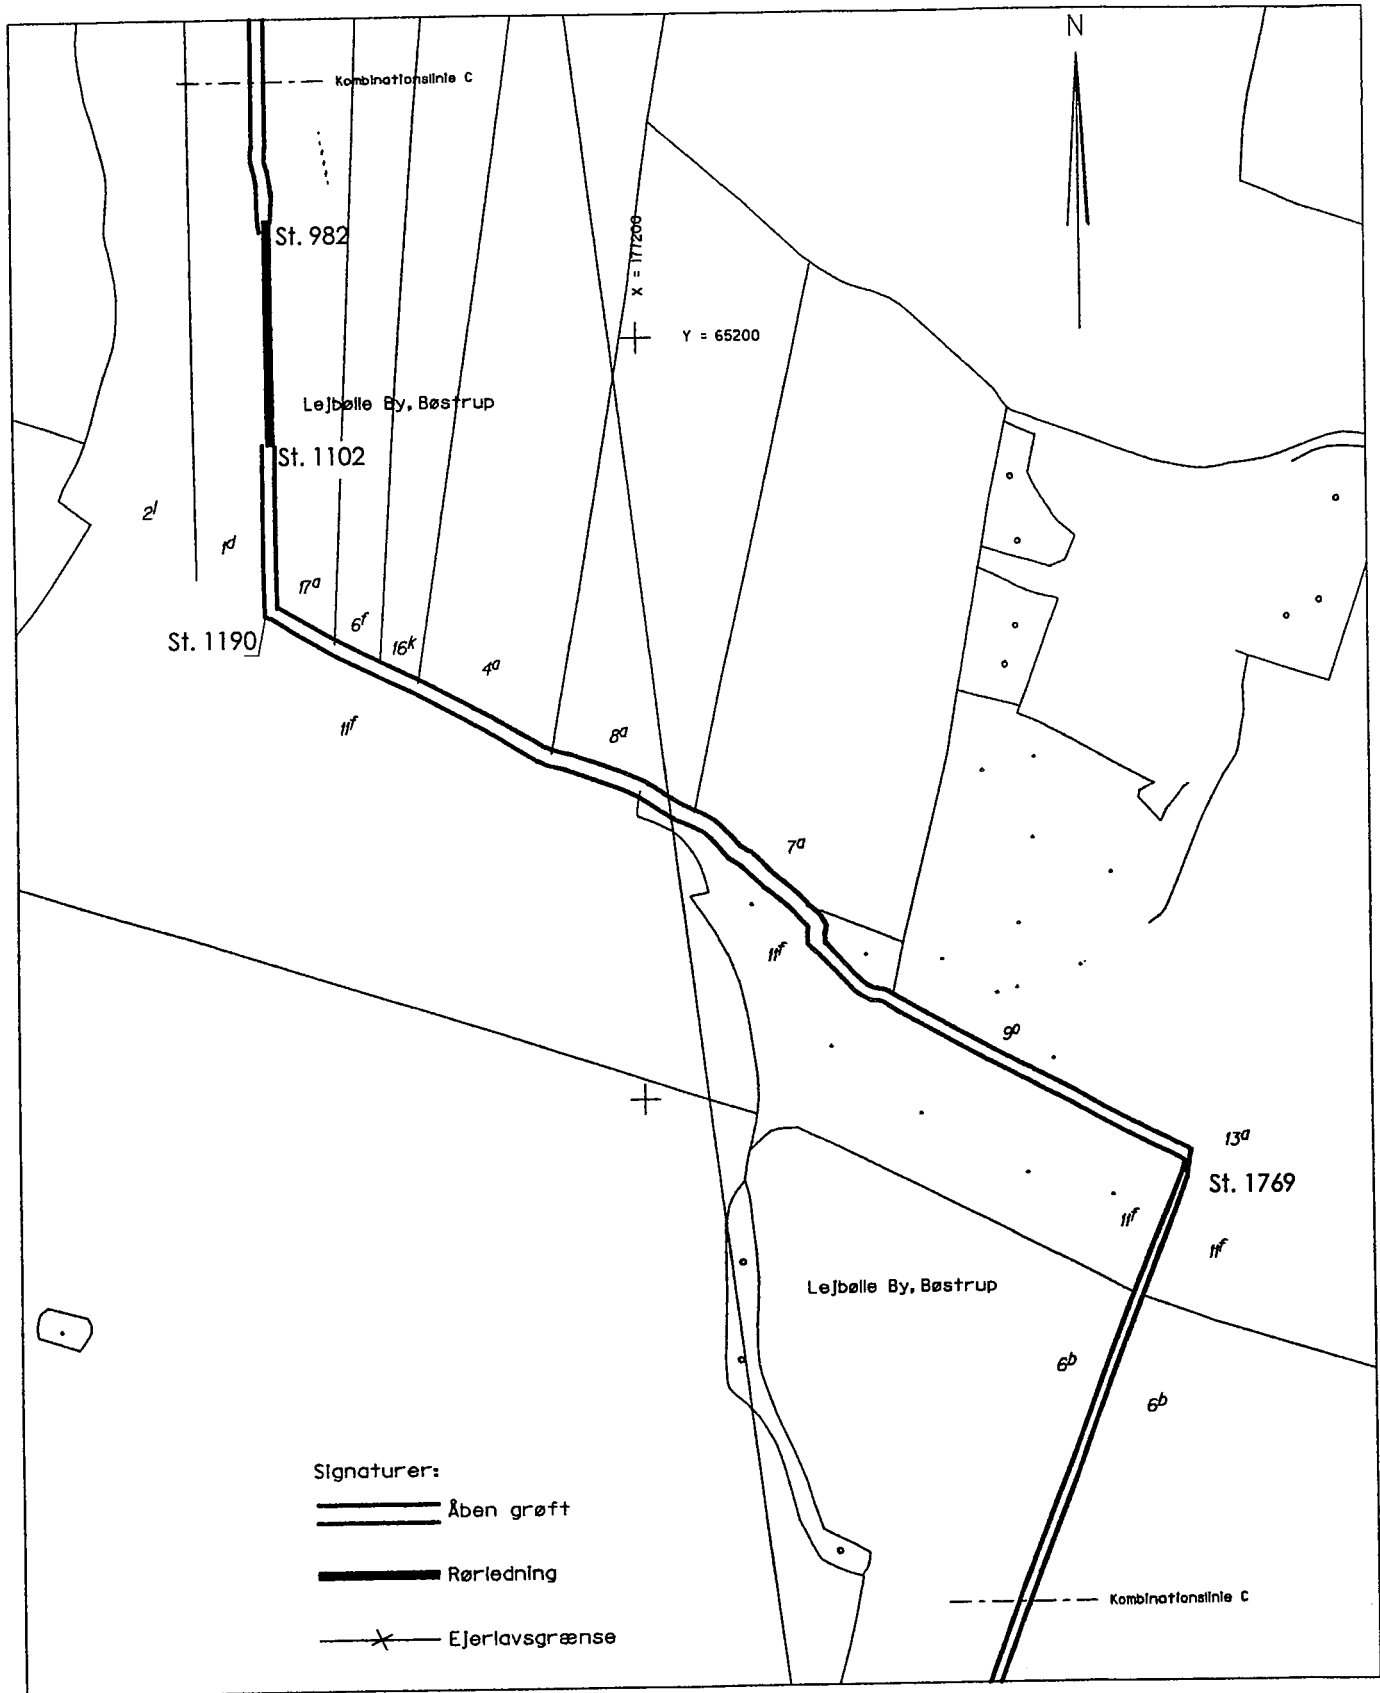 N
Kombinationslinie C
St. 982
X = 177200
Y = 65200
Lejbølle By, Bøstrup
St. 1102
2l
1d
17a
6f
St. 1190
16k
4a
11f
8a
7a
11f
9a
13a
St. 1769
11f
11f
Lejbølle By, Bøstrup
6b
6b
Signaturer:
Åben grøft
Rørledning
Kombinationslinie C
Ejerlavsgrænse